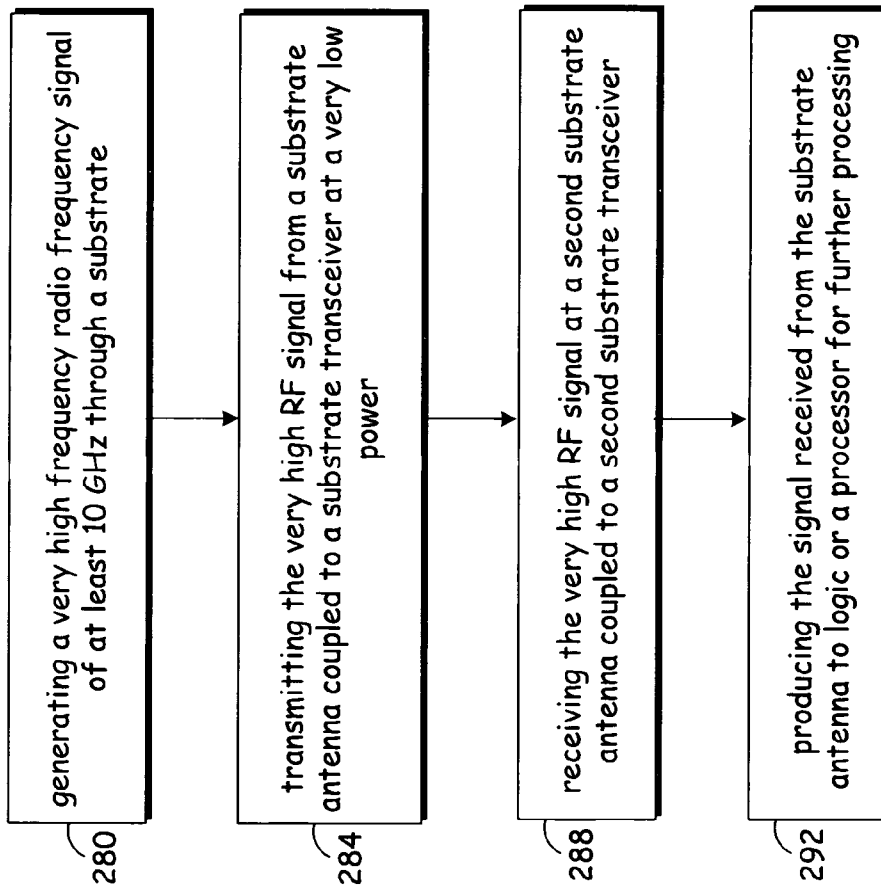 generating a very high frequency radio frequency signal
of at least 10 GHz through a substrate
280
transmitting the very high RF signal from a substrate
antenna coupled to a substrate transceiver at a very low
power
284
receiving the very high RF signal at a second substrate
antenna coupled to a second substrate transceiver
288
producing the signal received from the substrate
antenna to logic or a processor for further processing
292